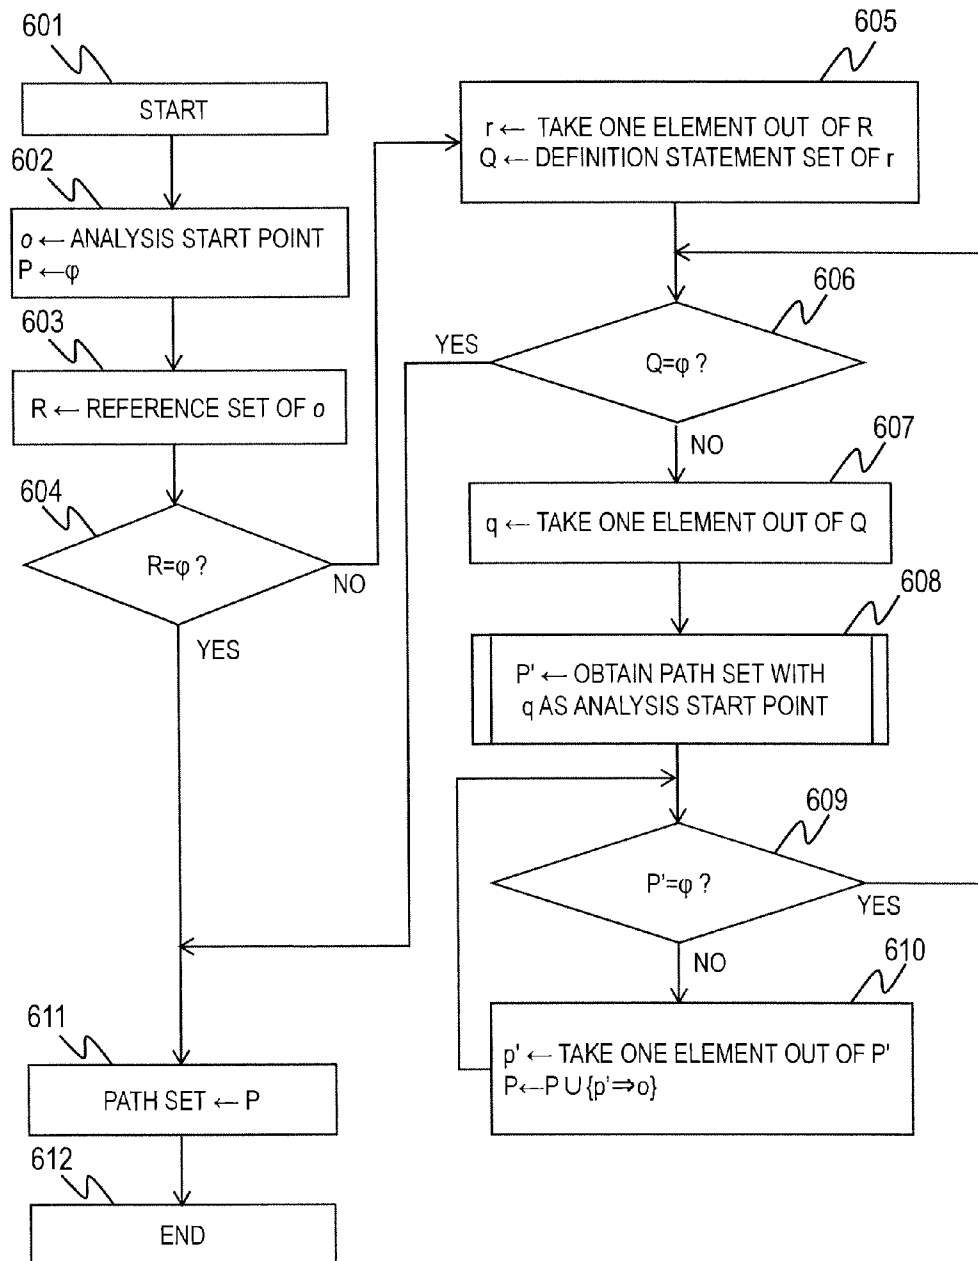 601
START
602
o ← ANALYSIS START POINT
P ←φ
603
R ← REFERENCE SET OF o
604
R=φ ?
NO
YES
605
r ← TAKE ONE ELEMENT OUT OF R
Q ← DEFINITION STATEMENT SET OF r
606
YES
Q=φ ?
NO
607
q ← TAKE ONE ELEMENT OUT OF Q
608
P' ← OBTAIN PATH SET WITH
q AS ANALYSIS START POINT
609
P'=φ ?
YES
NO
610
p' ← TAKE ONE ELEMENT OUT OF P'
P←P∪{p'⇒o}
611
PATH SET ← P
612
END